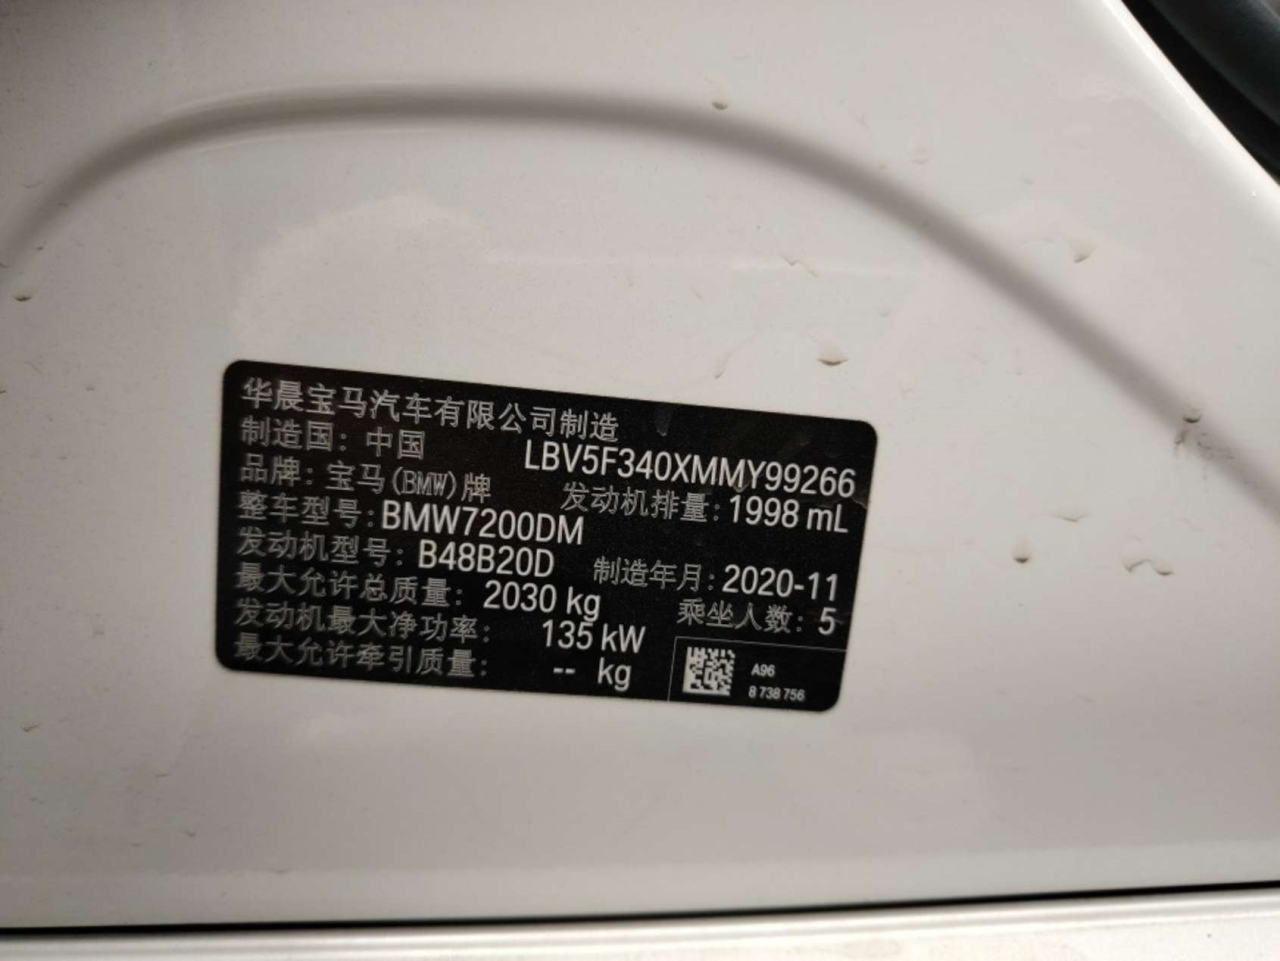 华晨宝马汽车有限公司制造
制造国：中国 LBV5F340XMMY99266
品牌：宝马(BMW)牌 发动机排量：1998 mL
整车型号：BMW7200DM
发动机型号：B48B20D 制造年月：2020-11
最大允许总质量：2030 kg 乘坐人数：5
发动机最大净功率：135 kW
最大允许牵引质量：-- kg
A96
8 738 756